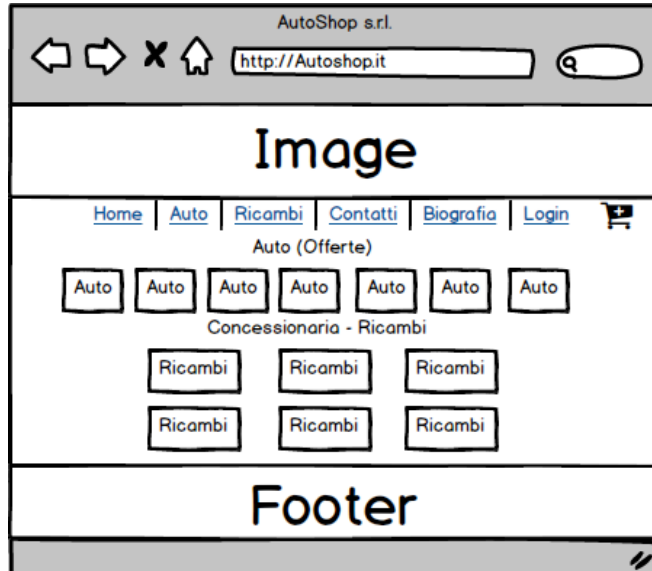 AutoShop s.r.l.
http://Autoshop.it
Image
Home Auto Ricambi Contatti Biografia Login
Auto (Offerte)
Auto Auto Auto Auto Auto Auto Auto
Concessionaria - Ricambi
Ricambi Ricambi Ricambi
Ricambi Ricambi Ricambi
Footer